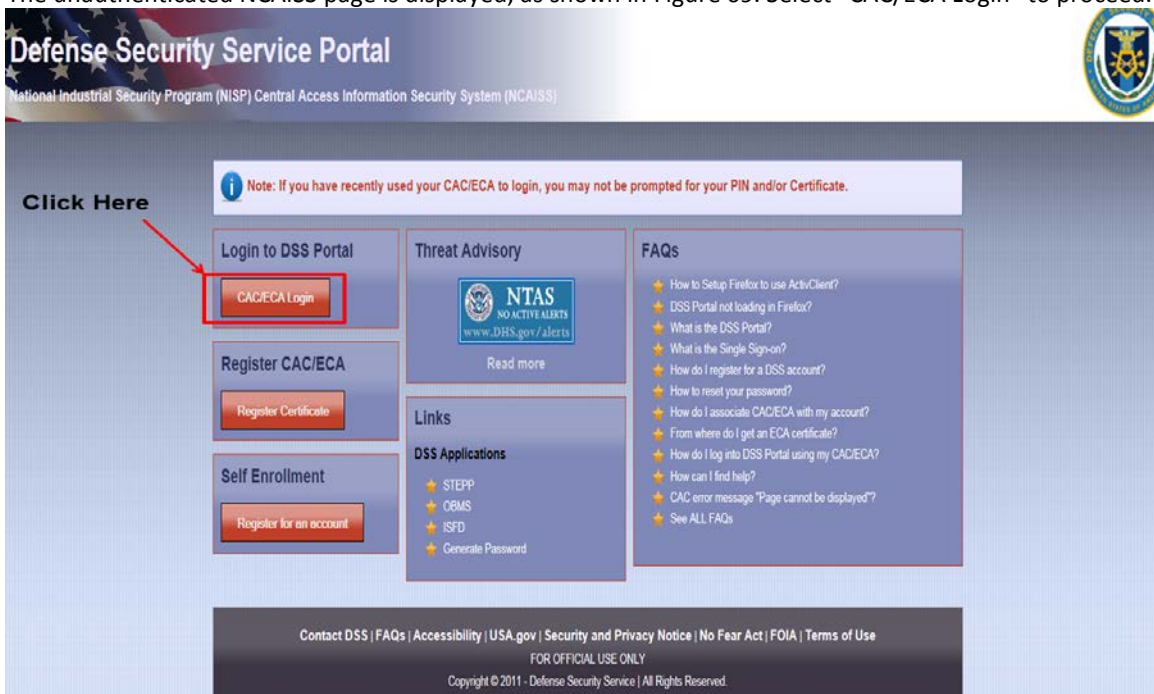 The unauthenticated NCAISS page is displayed, as shown in Figure 65. Select "CAC/ECA Login" to proceed.
Defense Security Service Portal
National Industrial Security Program (NISP) Central Access Information Security System (NCAISS)
Click Here
Note: If you have recently used your CAC/ECA to login, you may not be prompted for your PIN and/or Certificate.
Login to DSS Portal
CAC/ECA Login
Register CAC/ECA
Register Certificate
Self Enrollment
Register for an account
Threat Advisory
NTAS
NO ACTIVE ALERTS
www.DHS.gov/alerts
Read more
Links
DSS Applications
STEPP
OBMS
ISFD
Generate Password
FAQs
How to Setup Firefox to use ActivClient?
DSS Portal not loading in Firefox?
What is the DSS Portal?
What is the Single Sign-on?
How do I register for a DSS account?
How to reset your password?
How do I associate CAC/ECA with my account?
From where do I get an ECA certificate?
How do I log into DSS Portal using my CAC/ECA?
How can I find help?
CAC error message "Page cannot be displayed"?
See ALL FAQs
Contact DSS | FAQs | Accessibility | USA.gov | Security and Privacy Notice | No Fear Act | FOIA | Terms of Use
FOR OFFICIAL USE ONLY
Copyright © 2011 - Defense Security Service | All Rights Reserved.